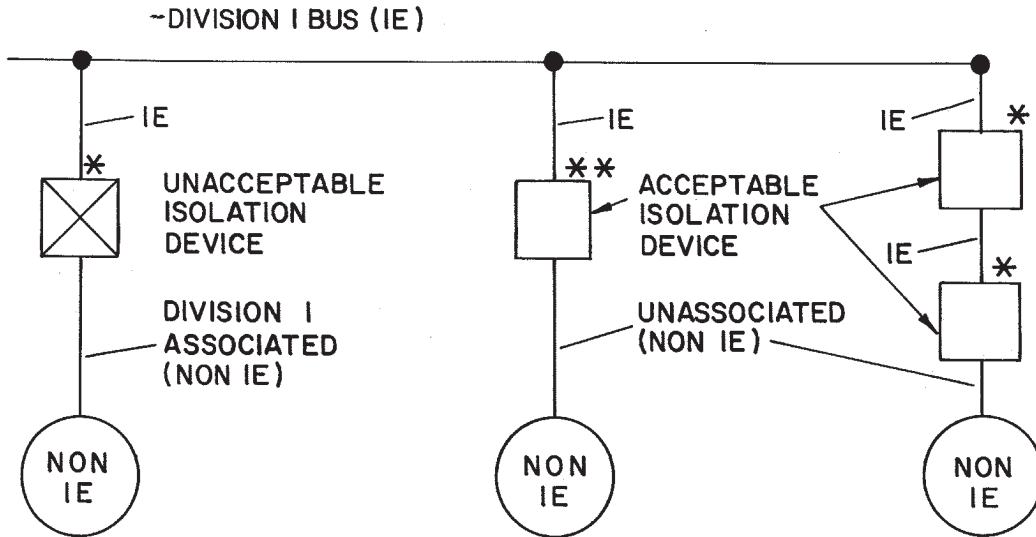 ~DIVISION I BUS (IE)
IE
*
UNACCEPTABLE
ISOLATION
DEVICE
DIVISION I
ASSOCIATED
(NON IE)
NON
IE
IE
**
ACCEPTABLE
ISOLATION
DEVICE
UNASSOCIATED
(NON IE)
NON
IE
IE
*
IE
*
NON
IE